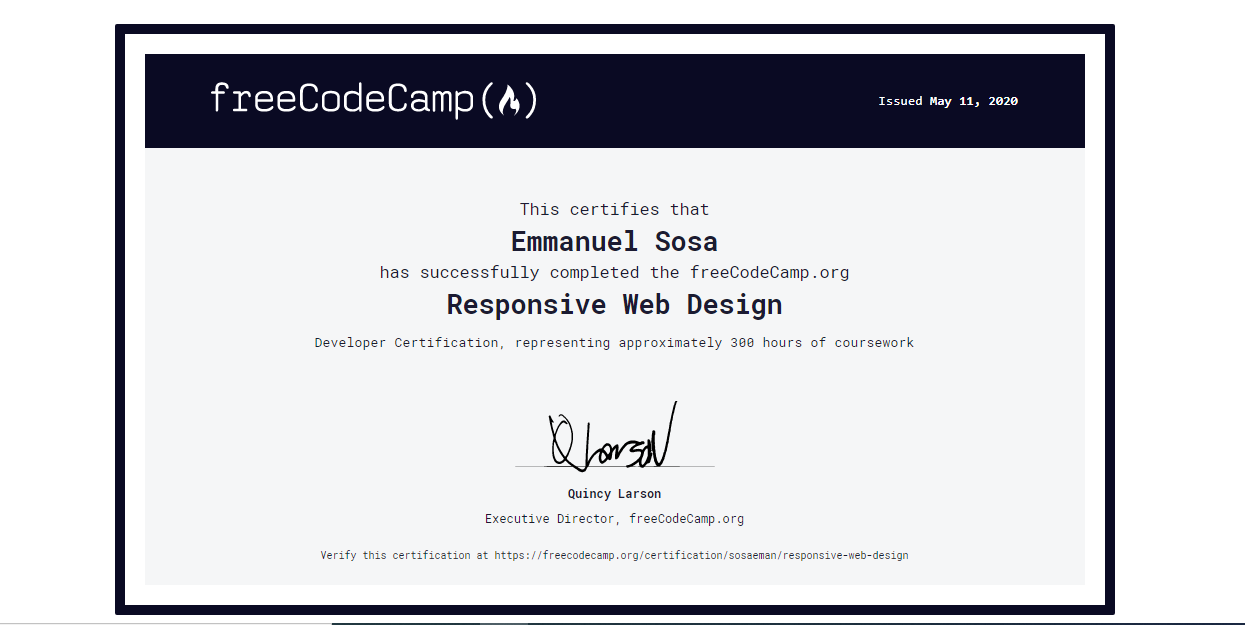 freeCodeCamp
Issued May 11, 2020
This certifies that
Emmanuel Sosa
has successfully completed the freeCodeCamp.org
Responsive Web Design
Developer Certification, representing approximately 300 hours of coursework
Q Larson
Quincy Larson
Executive Director, freeCodeCamp.org
Verify this certification at https://freecodecamp.org/certification/sosaeman/responsive-web-design